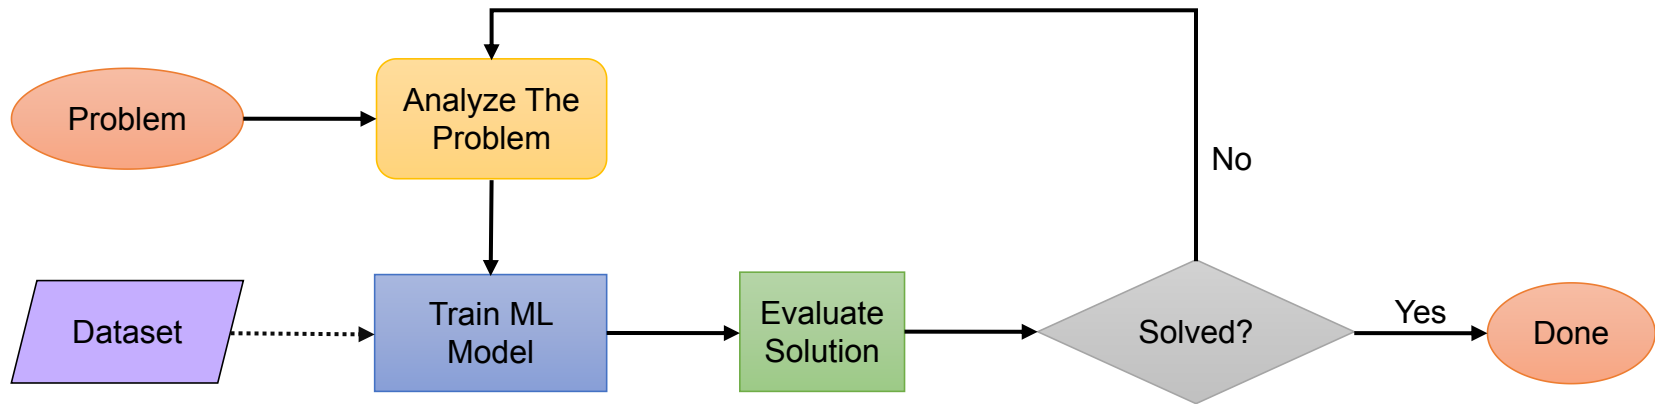 Problem
Analyze The
Problem
No
Dataset
Train ML
Model
Evaluate
Solution
Solved?
Yes
Done